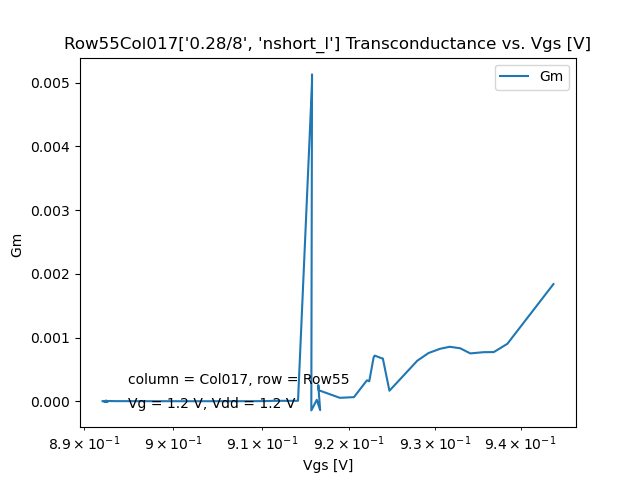 Row55Col017['0.28/8', 'nshort_l'] Transconductance vs. Vgs [V]
Gm
0.005
0.004
0.003
0.002
0.001
0.000
Gm
column = Col017, row = Row55
Vg = 1.2 V, Vdd = 1.2 V
8.9 × 10⁻¹ 9 × 10⁻¹ 9.1 × 10⁻¹ 9.2 × 10⁻¹ 9.3 × 10⁻¹ 9.4 × 10⁻¹
Vgs [V]